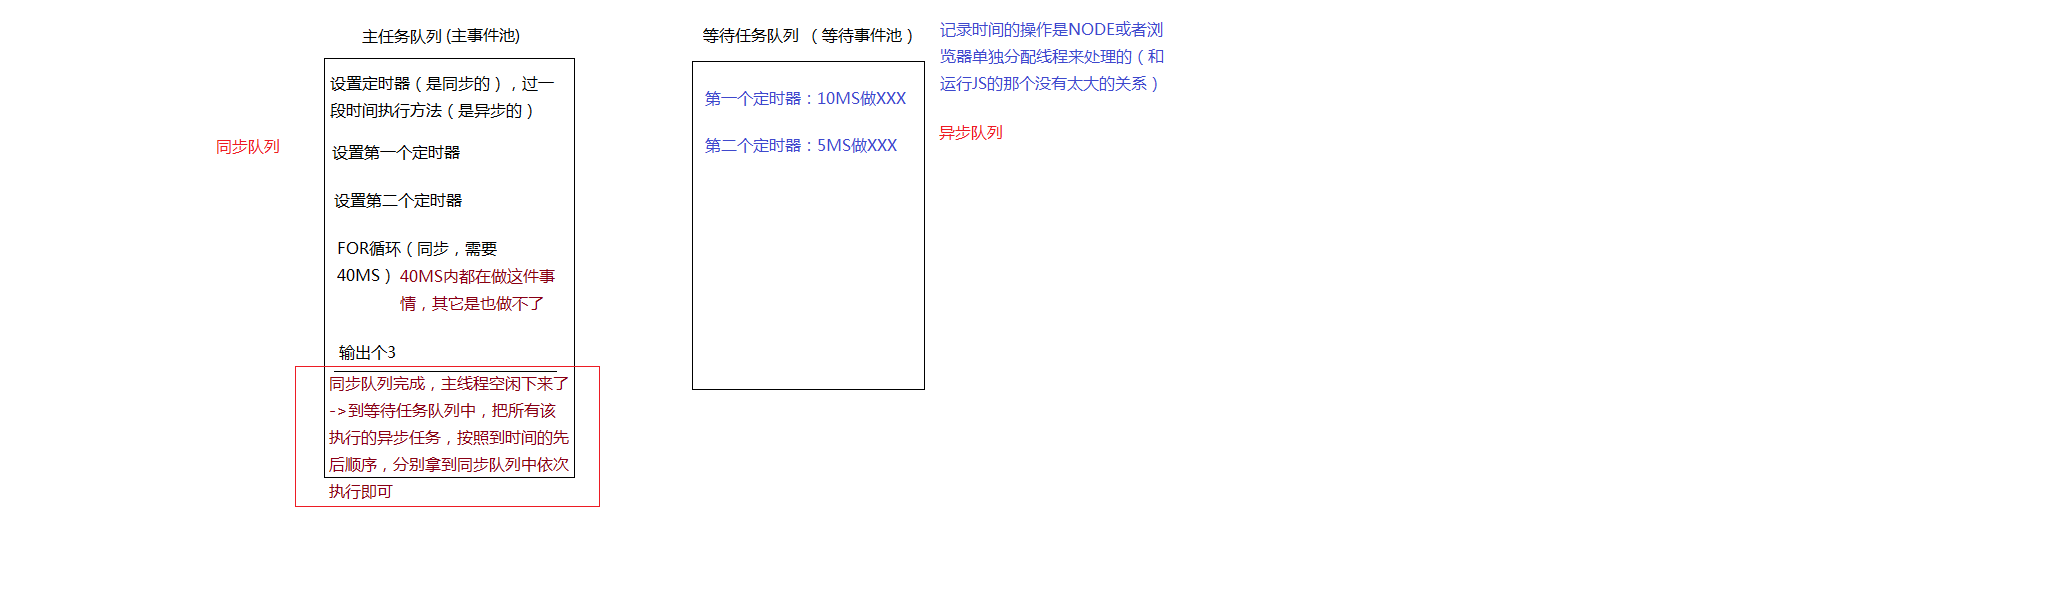 主任务队列 (主事件池)
设置定时器（是同步的），过一
段时间执行方法（是异步的）
同步队列
设置第一个定时器
设置第二个定时器
FOR循环（同步，需要
40MS） 40MS内都在做这件事
情，其它是也做不了
输出个3
同步队列完成，主线程空闲下来了
->到等待任务队列中，把所有该
执行的异步任务，按照到时间的先
后顺序，分别拿到同步队列中依次
执行即可
等待任务队列 （等待事件池）
第一个定时器：10MS做XXX
第二个定时器：5MS做XXX
记录时间的操作是NODE或者浏
览器单独分配线程来处理的（和
运行JS的那个没有太大的关系）
异步队列